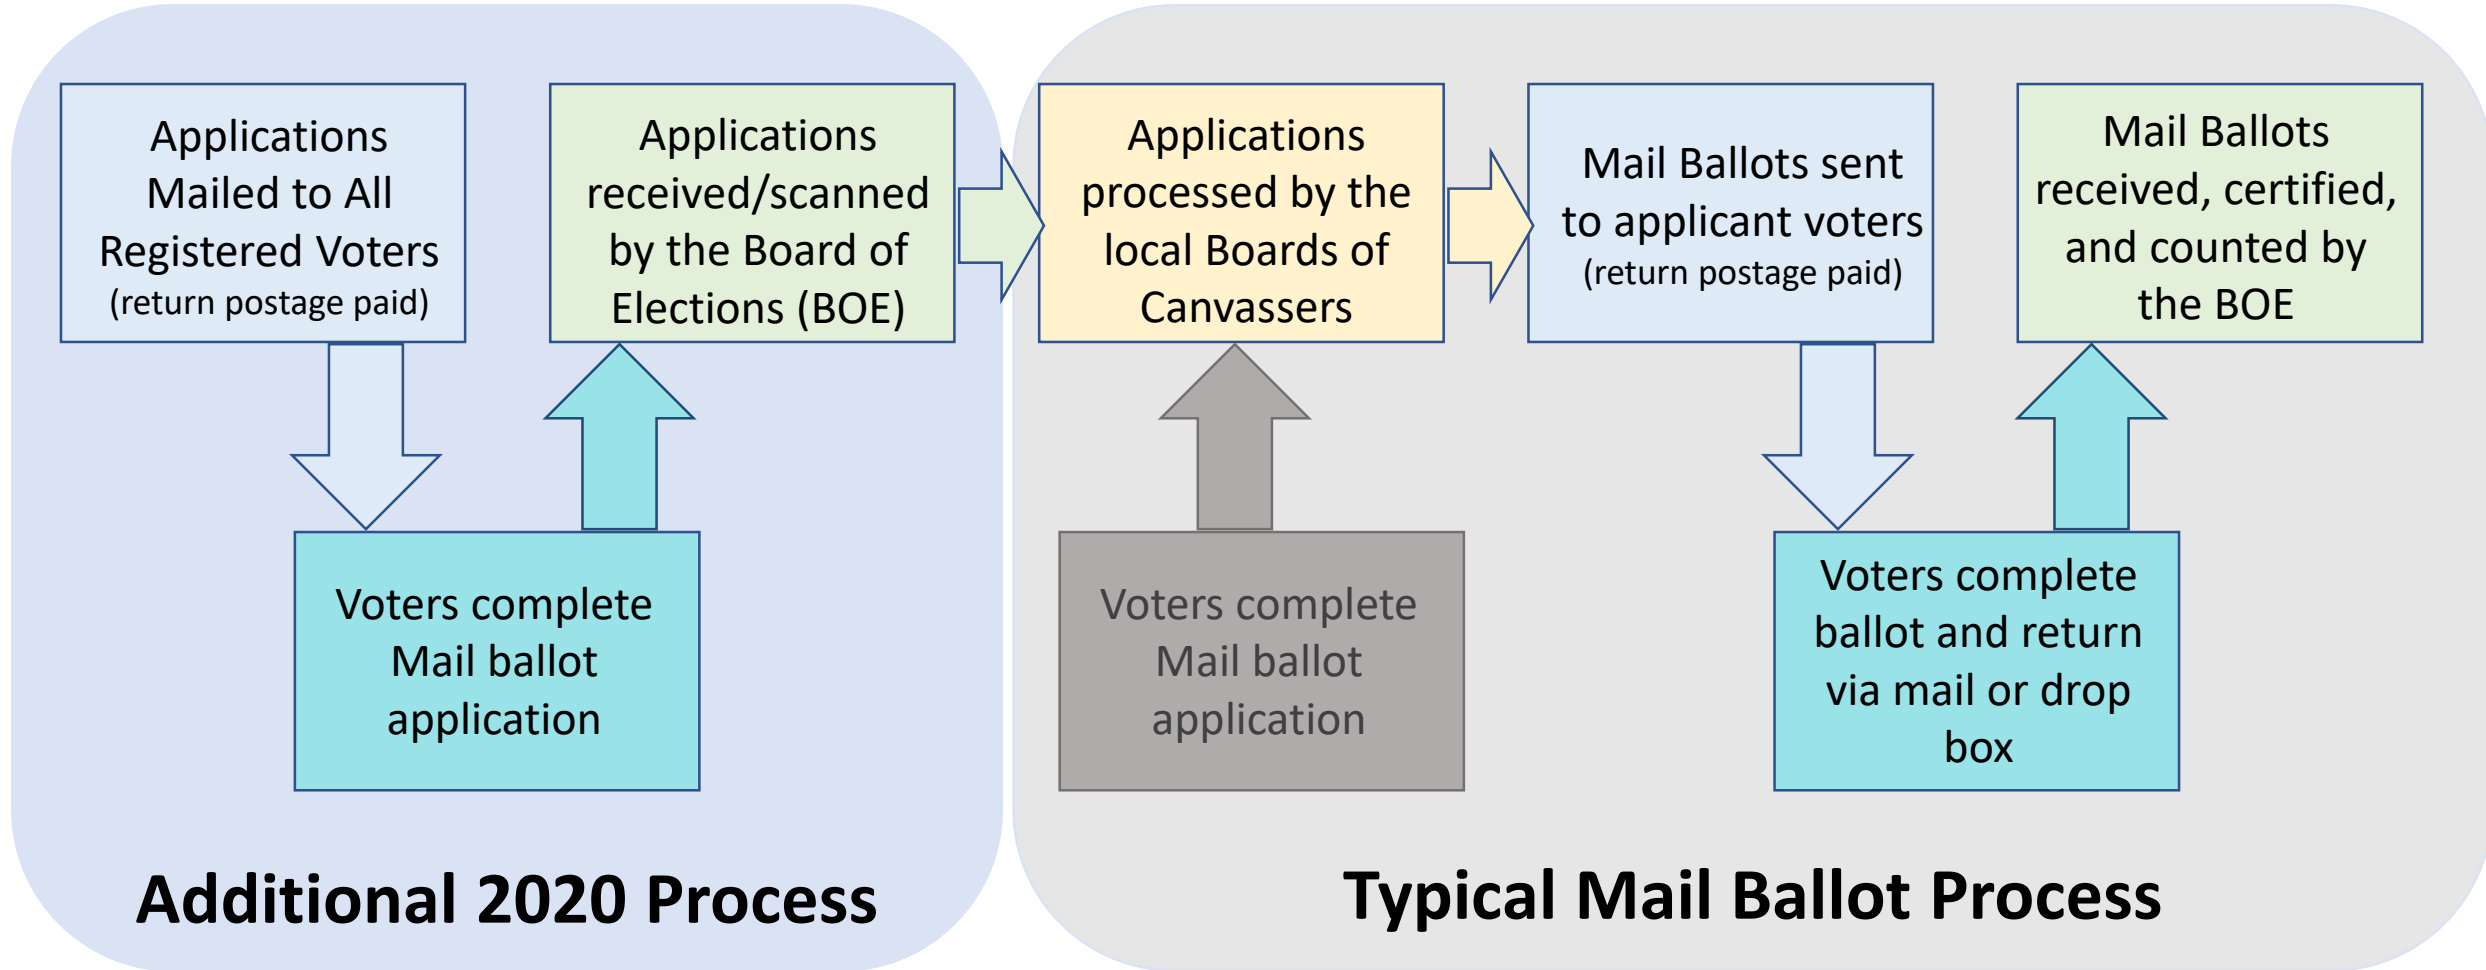 Applications
Mailed to All
Registered Voters
(return postage paid)
Applications
received/scanned
by the Board of
Elections (BOE)
Applications
processed by the
local Boards of
Canvassers
Mail Ballots sent
to applicant voters
(return postage paid)
Mail Ballots
received, certified,
and counted by
the BOE
Voters complete
Mail ballot
application
Voters complete
Mail ballot
application
Voters complete
ballot and return
via mail or drop
box
Additional 2020 Process
Typical Mail Ballot Process